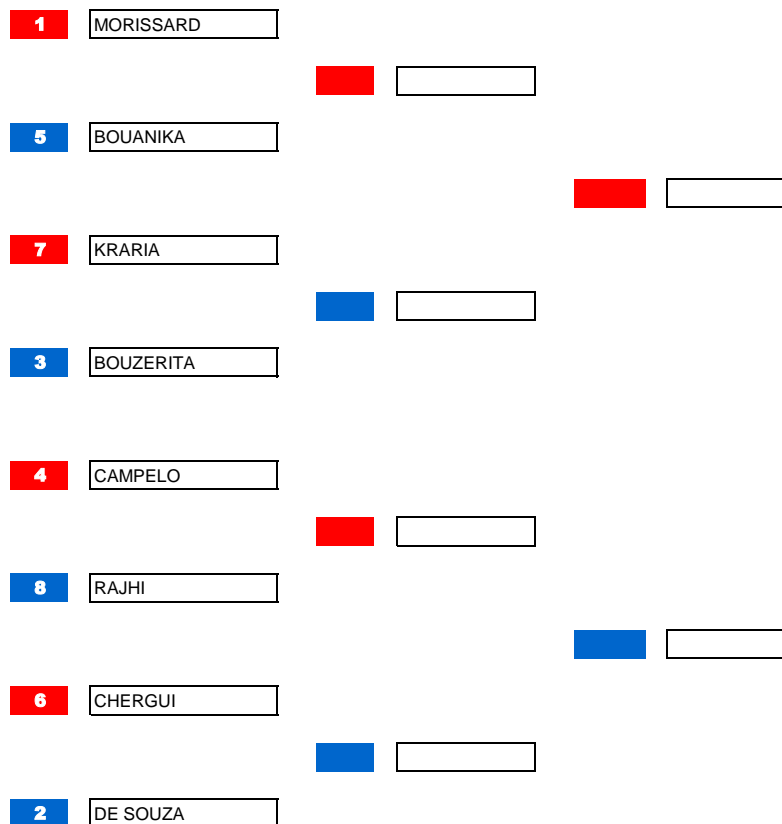 1 MORISSARD
5 BOUANIKA
7 KRARIA
3 BOUZERITA
4 CAMPELO
8 RAJHI
6 CHERGUI
2 DE SOUZA